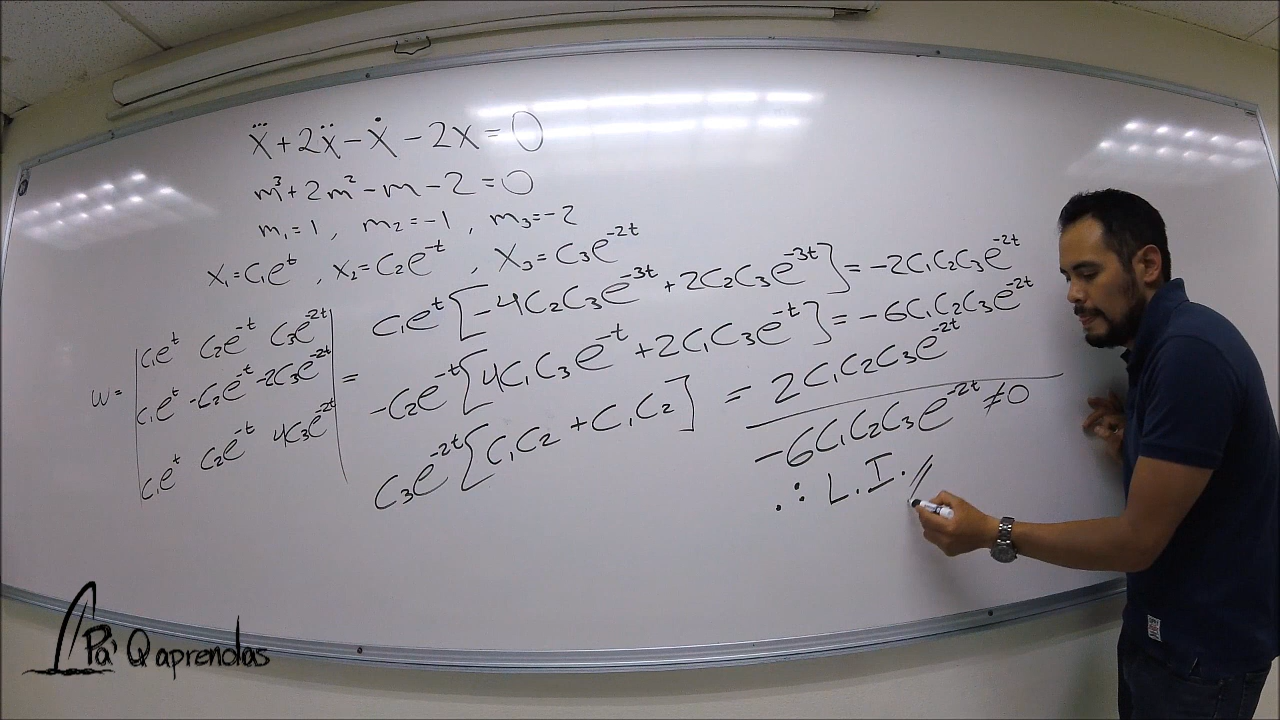 x⃛ + 2ẍ - ẋ - 2x = 0
m³ + 2m² - m - 2 = 0
m₁ = 1, m₂ = -1, m₃ = -2
x₁ = c₁e^t, x₂ = c₂e^-t, x₃ = c₃e^-2t
w = | c₁e^t c₂e^-t c₃e^-2t
c₁e^t -c₂e^-t -2c₃e^-2t
c₁e^t c₂e^-t 4c₃e^-2t | =
c₁e^t [-4c₂c₃e^-3t + 2c₂c₃e^-3t] = -2c₁c₂c₃e^-2t
-c₂e^-t [4c₁c₃e^-t + 2c₁c₃e^-t] = -6c₁c₂c₃e^-2t
c₃e^-2t [c₁c₂ + c₁c₂] = 2c₁c₂c₃e^-2t
-6c₁c₂c₃e^-2t ≠ 0
∴ L.I. //
Pa' Q aprendas